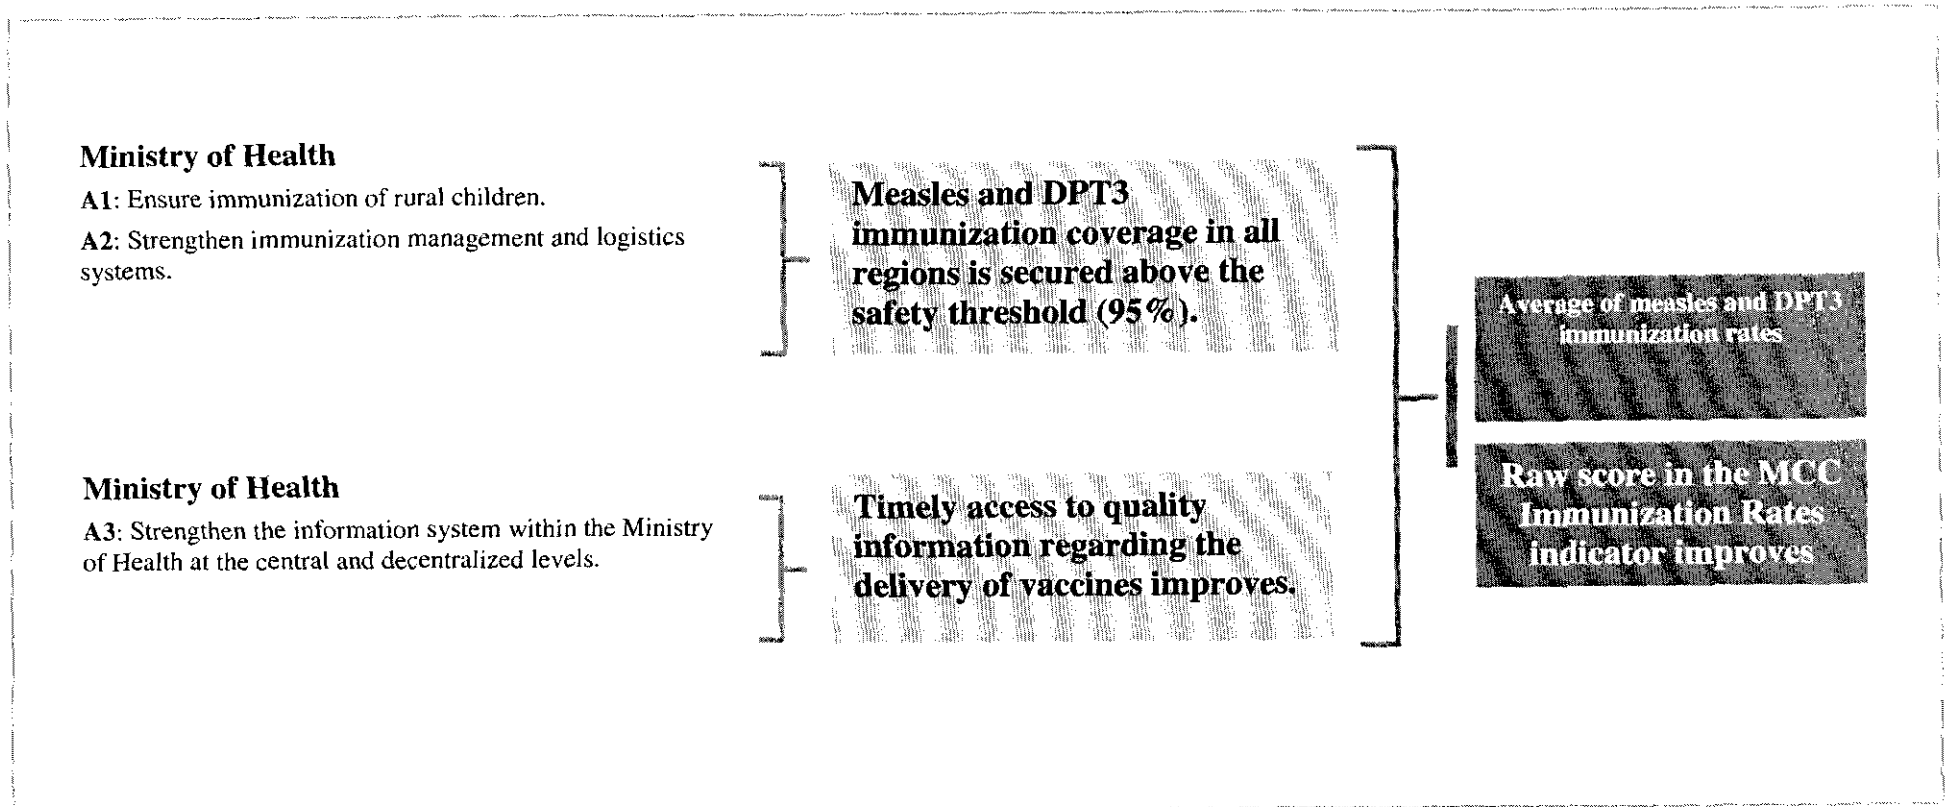 Ministry of Health
A1: Ensure immunization of rural children.
A2: Strengthen immunization management and logistics
systems.
Measles and DPT3
immunization coverage in all
regions is secured above the
safety threshold (95%).
Average of measles and DPT3
immunization rates
Ministry of Health
A3: Strengthen the information system within the Ministry
of Health at the central and decentralized levels.
Timely access to quality
information regarding the
delivery of vaccines improves.
Raw score in the MCC
Immunization Rates
indicator improves